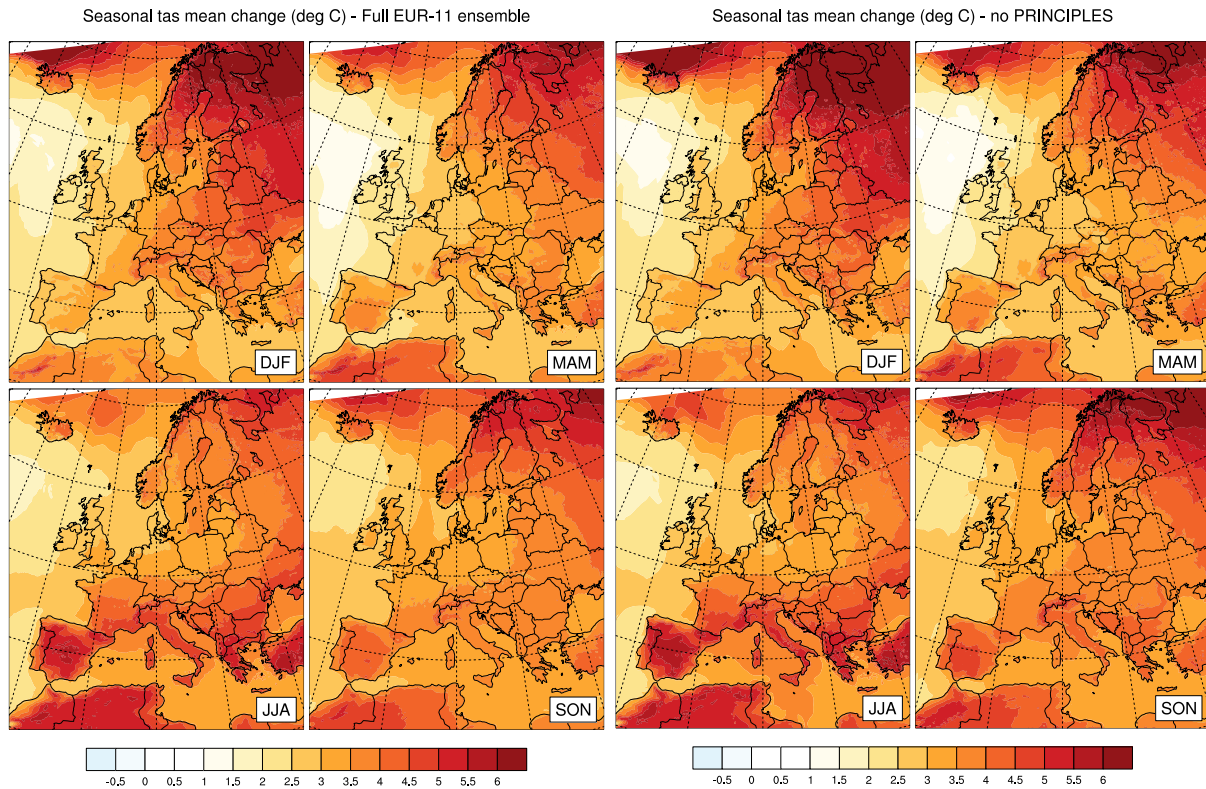 Seasonal tas mean change (deg C) - Full EUR-11 ensemble
Seasonal tas mean change (deg C) - no PRINCIPLES
DJF
MAM
DJF
MAM
JJA
SON
JJA
SON
-0.5 0 0.5 1 1.5 2 2.5 3 3.5 4 4.5 5 5.5 6
-0.5 0 0.5 1 1.5 2 2.5 3 3.5 4 4.5 5 5.5 6